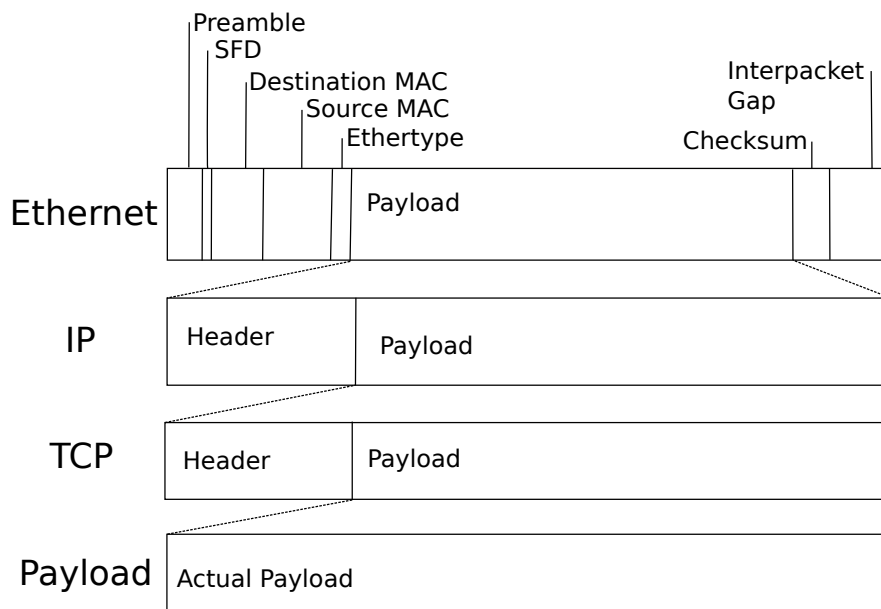 Preamble
SFD
Destination MAC
Source MAC
Ethertype
Interpacket
Gap
Checksum
Ethernet
Payload
IP
Header
Payload
TCP
Header
Payload
Payload
Actual Payload